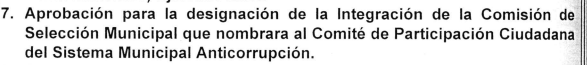 7. Aprobación para la designación de la Integración de la Comisión de
Selección Municipal que nombrara al Comité de Participación Ciudadana
del Sistema Municipal Anticorrupción.